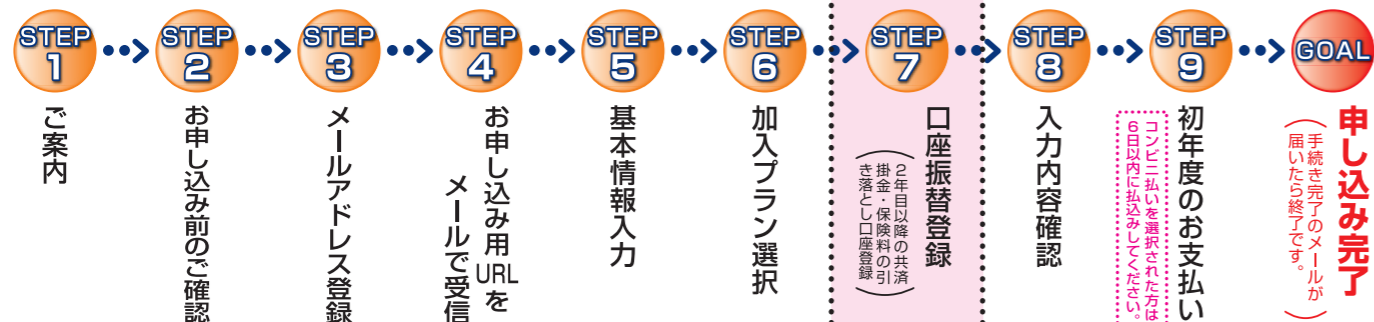 STEP
1
ご案内
STEP
2
お申し込み前のご確認
STEP
3
メールアドレス登録
STEP
4
お申し込み用URLを
メールで受信
STEP
5
基本情報入力
STEP
6
加入プラン選択
STEP
7
口座振替登録
(2年目以降の共済
掛金・保険料の引
き落とし口座登録)
STEP
8
入力内容確認
STEP
9
初年度のお支払い
コンビニ払いを選択された方は
6日以内に払込みしてください。
GOAL
申し込み完了
(手続き完了のメールが
届いたら終了です。)